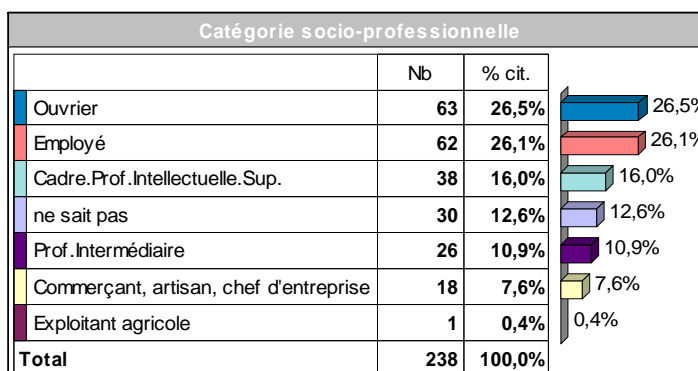 Catégorie socio-professionnelle
Nb % cit.
Ouvrier 63 26,5% 26,5%
Employé 62 26,1% 26,1%
Cadre.Prof.Intellectuelle.Sup. 38 16,0% 16,0%
ne sait pas 30 12,6% 12,6%
Prof.Intermédiaire 26 10,9% 10,9%
Commerçant, artisan, chef d'entreprise 18 7,6% 7,6%
Exploitant agricole 1 0,4% 0,4%
Total 238 100,0%